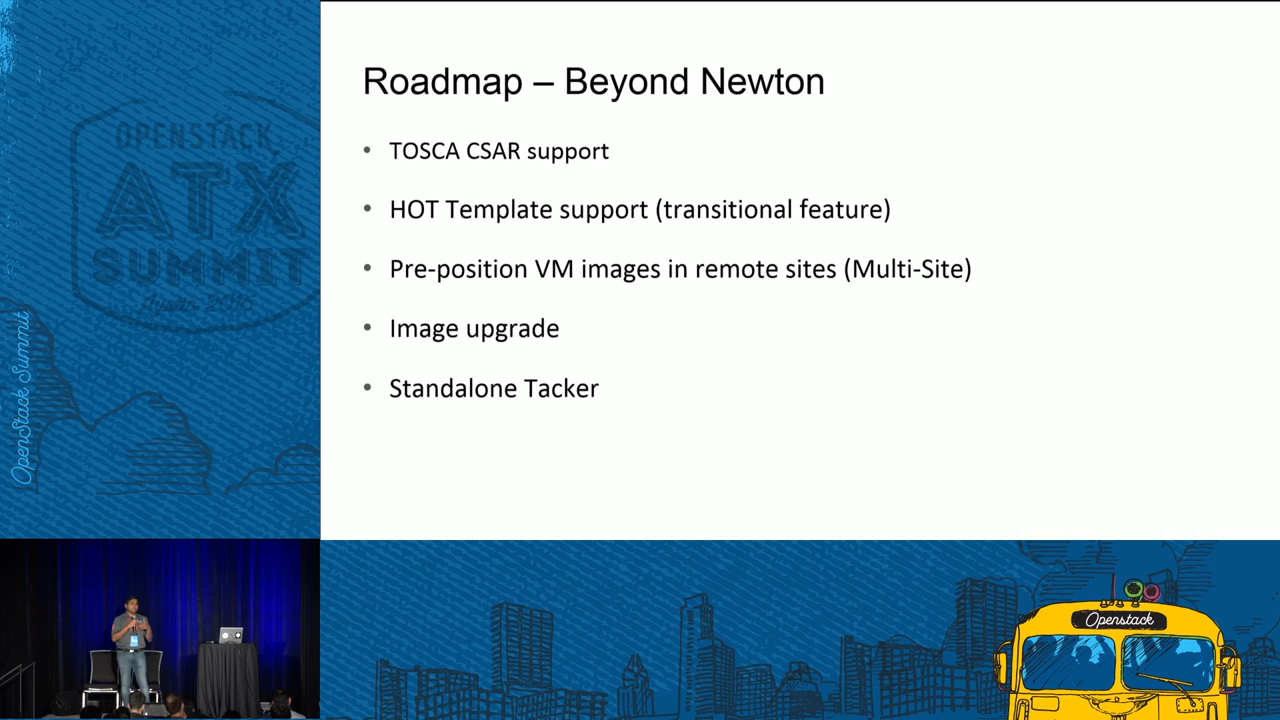 Roadmap – Beyond Newton
• TOSCA CSAR support
• HOT Template support (transitional feature)
• Pre-position VM images in remote sites (Multi-Site)
• Image upgrade
• Standalone Tacker
OPENSTACK
ATX
SUMMIT
Austin 2016
OpenStack Summit
Openstack